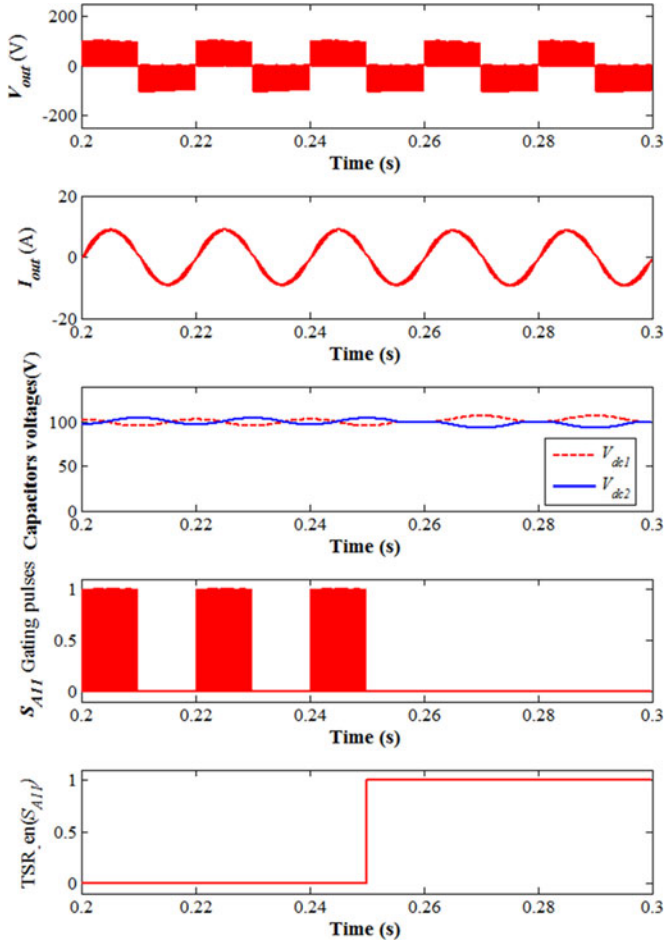 V_out (V)
200
0
-200
0.2 0.22 0.24 0.26 0.28 0.3
Time (s)
I_out (A)
20
0
-20
0.2 0.22 0.24 0.26 0.28 0.3
Time (s)
Capacitors voltages(V)
100
50
0
V_dc1
V_dc2
0.2 0.22 0.24 0.26 0.28 0.3
Time (s)
S_A11 Gating pulses
1
0.5
0
0.2 0.22 0.24 0.26 0.28 0.3
Time (s)
TSR_en(S_A11)
1
0.5
0
0.2 0.22 0.24 0.26 0.28 0.3
Time (s)